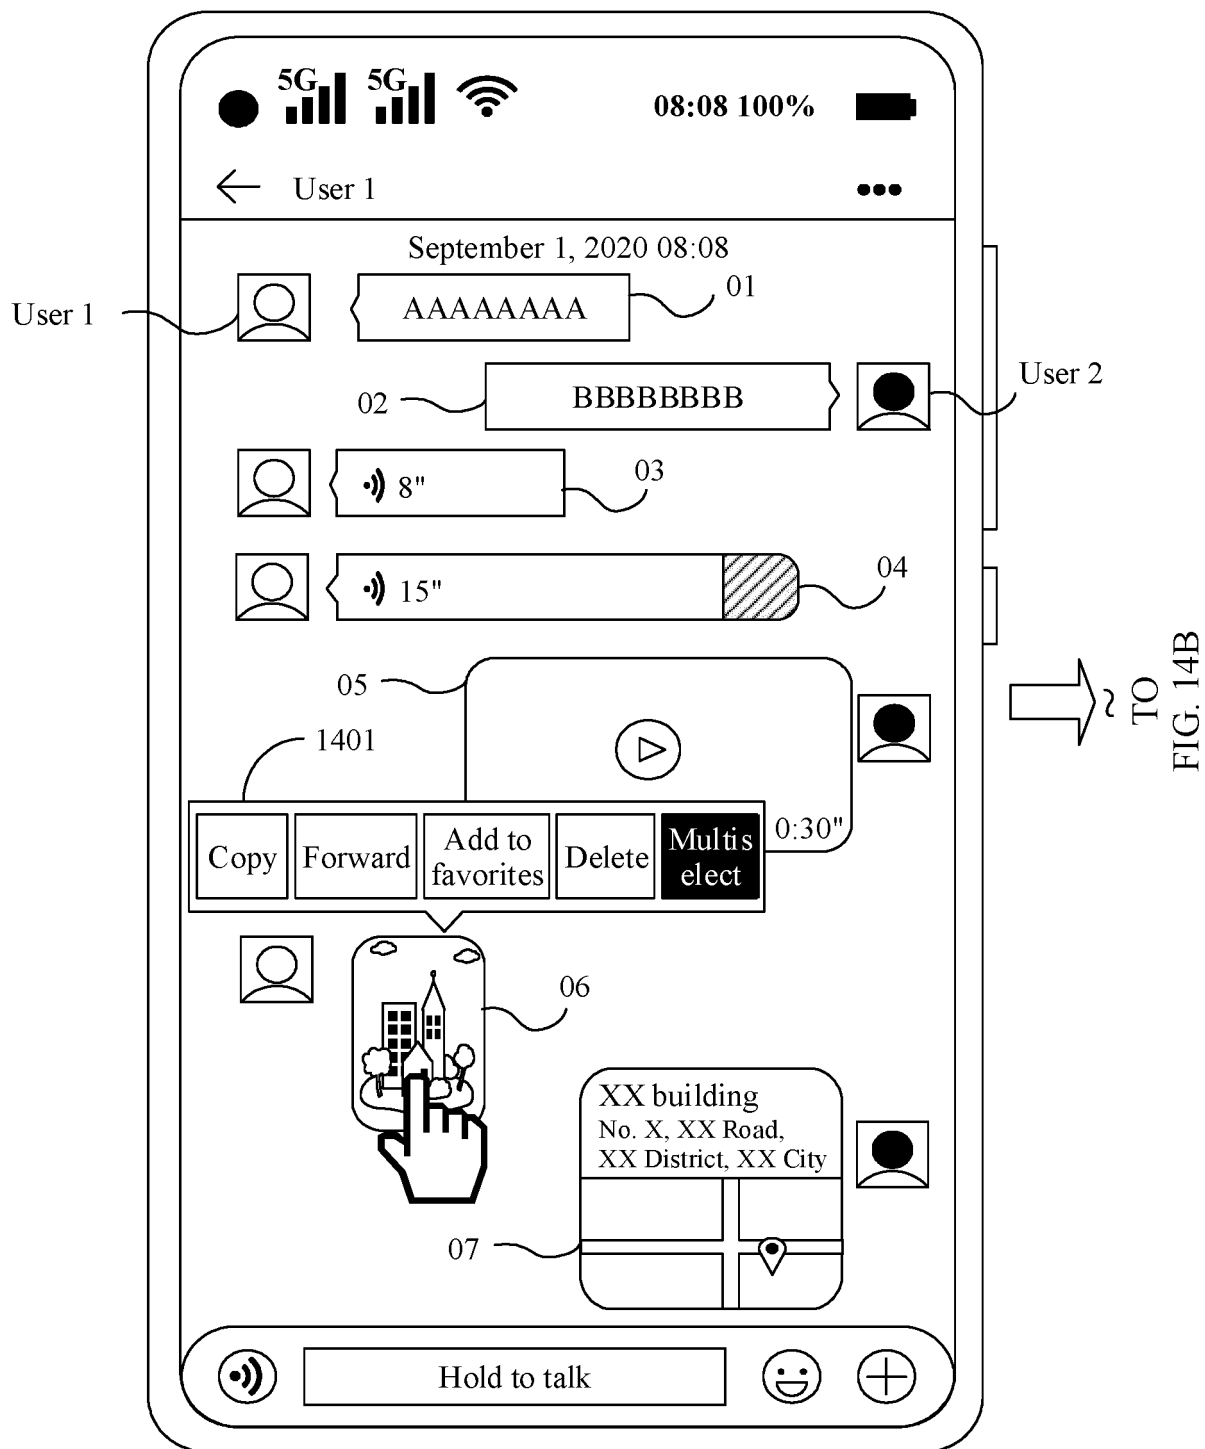 5G 5G 08:08 100%
User 1
September 1, 2020 08:08
User 1
AAAAAAAA
01
02
BBBBBBBB
User 2
8"
03
15"
04
05
TO
FIG. 14B
1401
0:30"
Copy
Forward
Add to
favorites
Delete
Multis
elect
06
XX building
No. X, XX Road,
XX District, XX City
07
Hold to talk